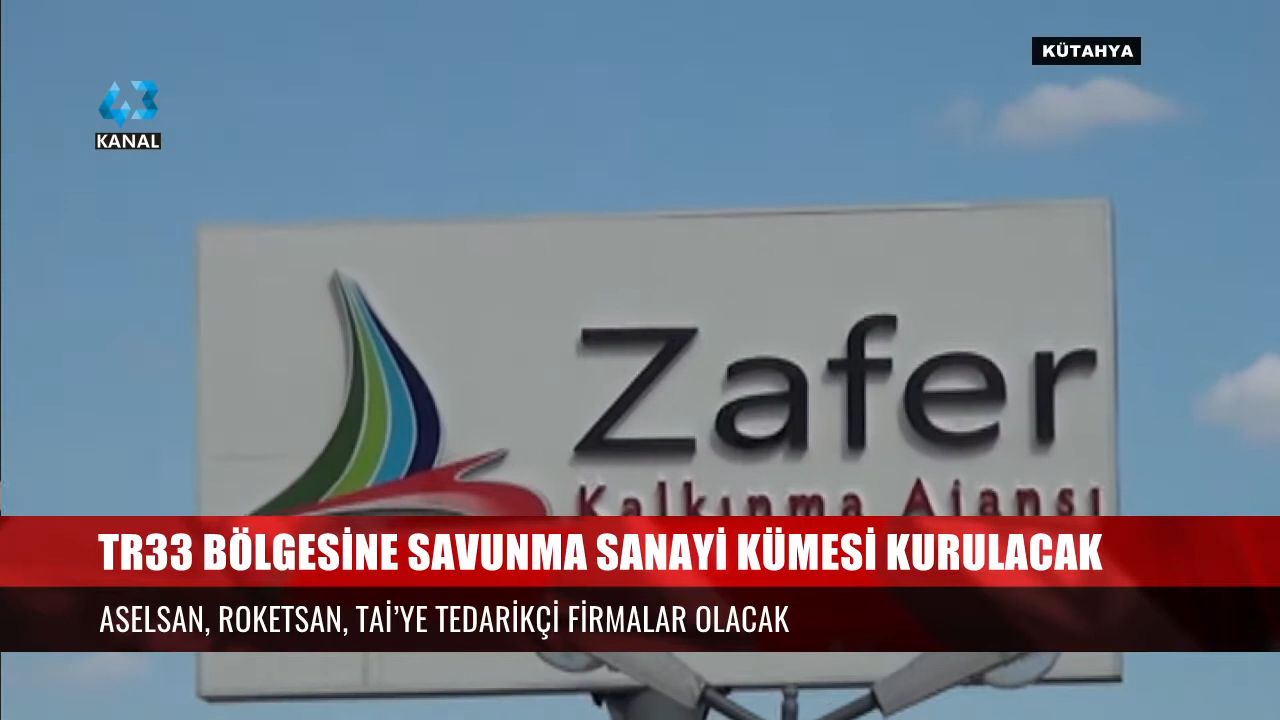 KÜTAHYA
43
KANAL
Zafer
Kalkınma Ajansı
TR33 BÖLGESİNE SAVUNMA SANAYİ KÜMESİ KURULACAK
ASELSAN, ROKETSAN, TAİ’YE TEDARİKÇİ FİRMALAR OLACAK